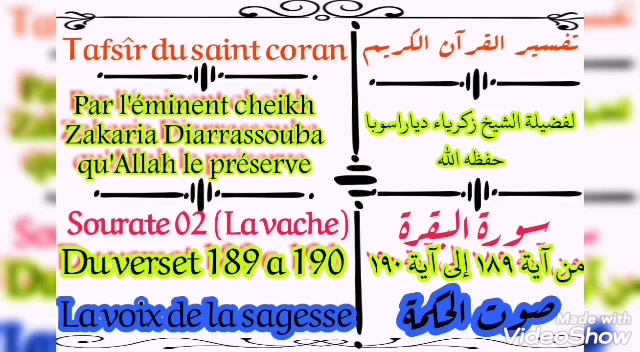 Tafsîr du saint coran
تفسير القرآن الكريم
Par l'éminent cheikh
Zakaria Diarrassouba
qu'Allah le préserve
لفضيلة الشيخ زكرياء دياراسوبا
حفظه الله
Sourate 02 (La vache)
سورة البقرة
Du verset 189 a 190
من آية ١٨٩ إلى آية ١٩٠
La voix de la sagesse
صوت الحكمة
Made with
VideoShow